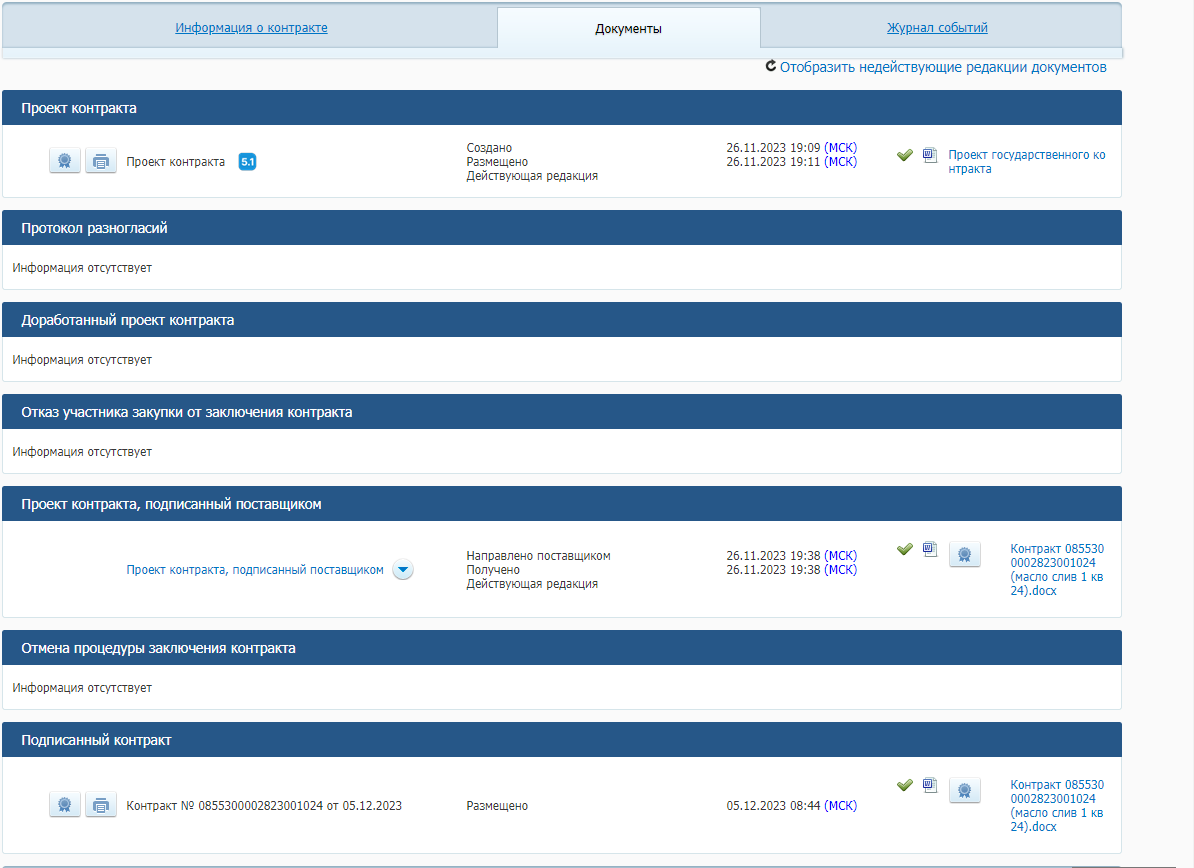 Информация о контракте
Документы
Журнал событий
Отобразить недействующие редакции документов
Проект контракта
Проект контракта 5.1
Создано 26.11.2023 19:09 (МСК)
Размещено 26.11.2023 19:11 (МСК)
Действующая редакция
Проект государственного ко
нтракта
Протокол разногласий
Информация отсутствует
Доработанный проект контракта
Информация отсутствует
Отказ участника закупки от заключения контракта
Информация отсутствует
Проект контракта, подписанный поставщиком
Проект контракта, подписанный поставщиком
Направлено поставщиком 26.11.2023 19:38 (МСК)
Получено 26.11.2023 19:38 (МСК)
Действующая редакция
Контракт 085530
0002823001024
(масло слив 1 кв
24).docx
Отмена процедуры заключения контракта
Информация отсутствует
Подписанный контракт
Контракт № 0855300002823001024 от 05.12.2023
Размещено
05.12.2023 08:44 (МСК)
Контракт 085530
0002823001024
(масло слив 1 кв
24).docx